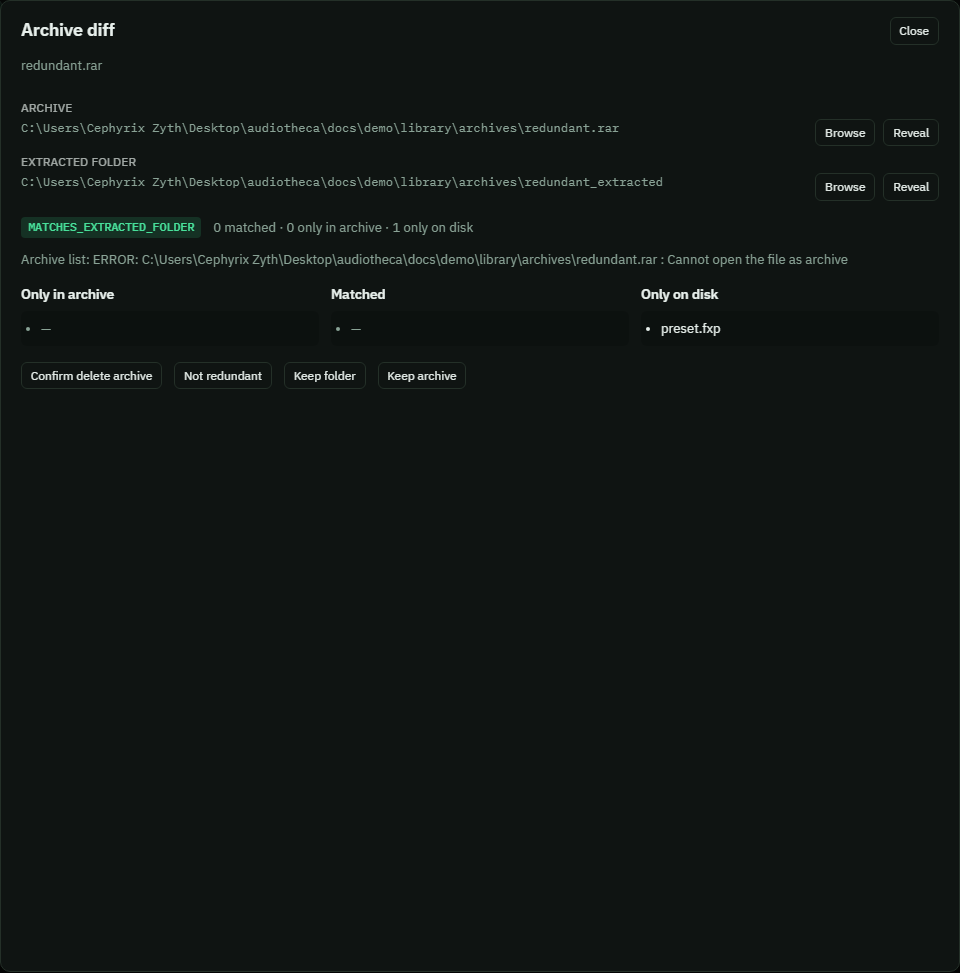 Archive diff
Close
redundant.rar
ARCHIVE
C:\Users\Cephyrix Zyth\Desktop\audiotheca\docs\demo\library\archives\redundant.rar
Browse
Reveal
EXTRACTED FOLDER
C:\Users\Cephyrix Zyth\Desktop\audiotheca\docs\demo\library\archives\redundant_extracted
Browse
Reveal
MATCHES_EXTRACTED_FOLDER 0 matched · 0 only in archive · 1 only on disk
Archive list: ERROR: C:\Users\Cephyrix Zyth\Desktop\audiotheca\docs\demo\library\archives\redundant.rar : Cannot open the file as archive
Only in archive
• —
Matched
• —
Only on disk
• preset.fxp
Confirm delete archive
Not redundant
Keep folder
Keep archive